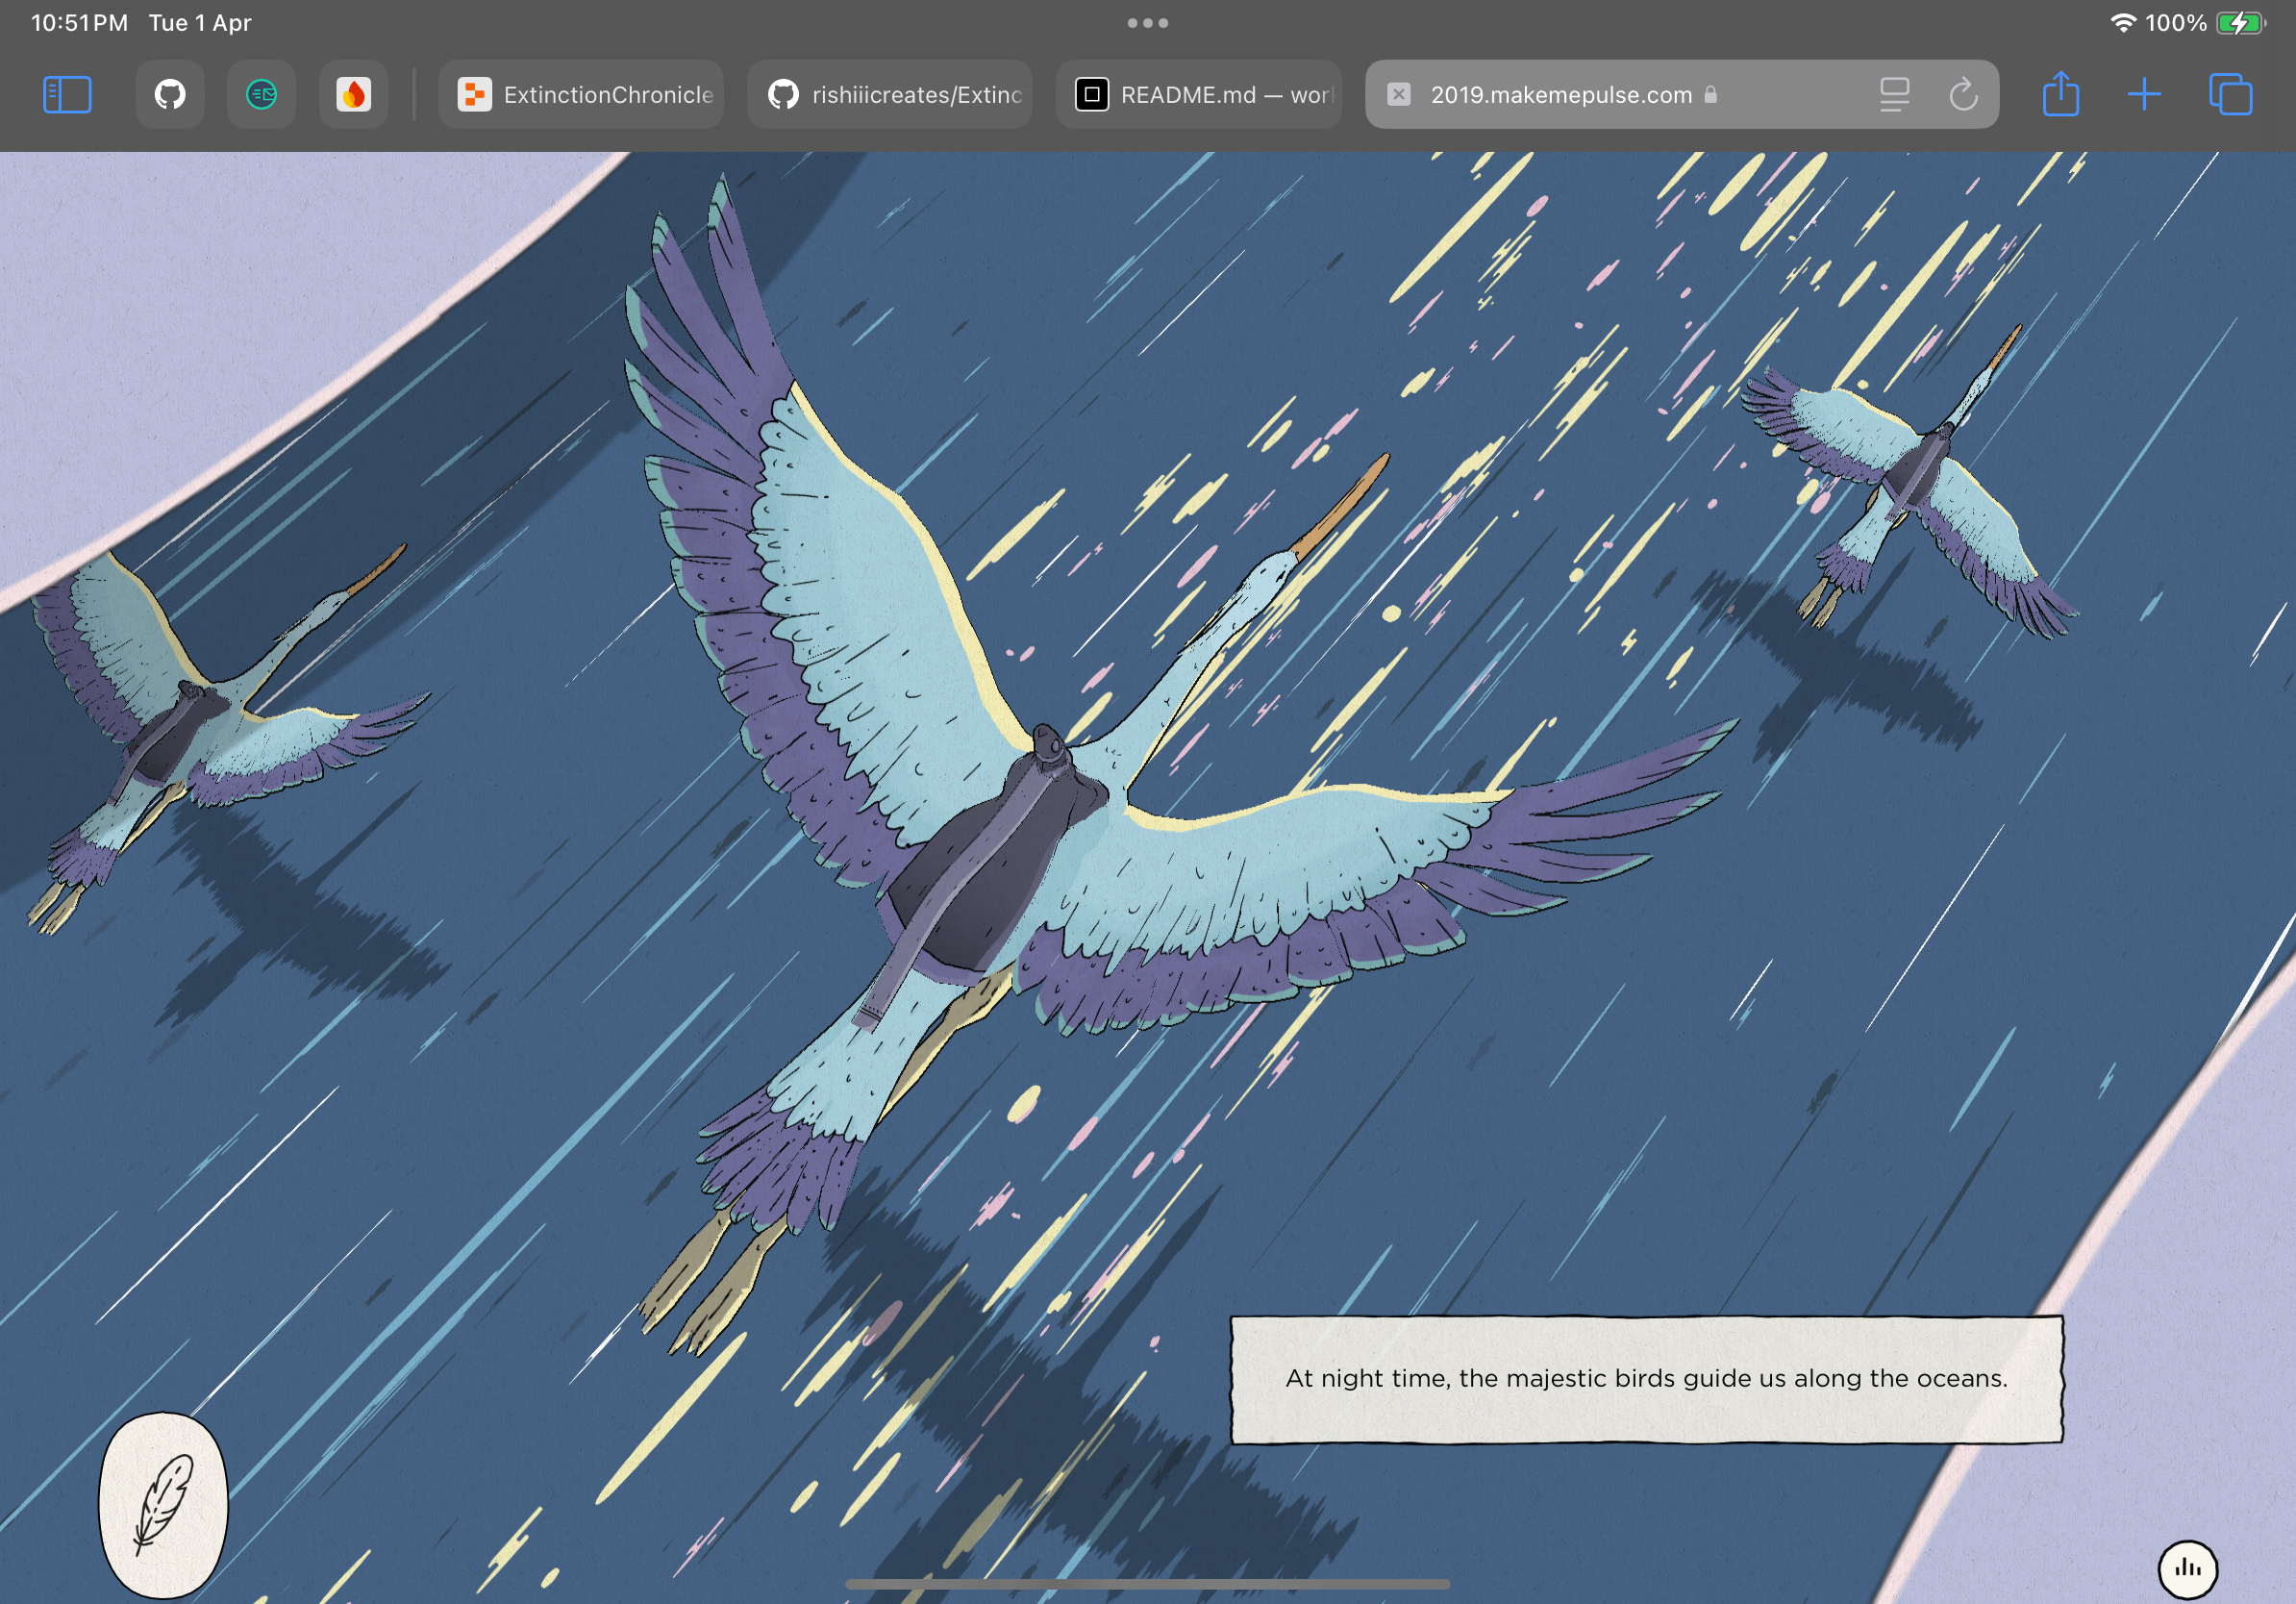 10:51 PM Tue 1 Apr
100%
ExtinctionChronicle
rishiiicreates/Extinc
README.md — worl
2019.makemepulse.com
At night time, the majestic birds guide us along the oceans.